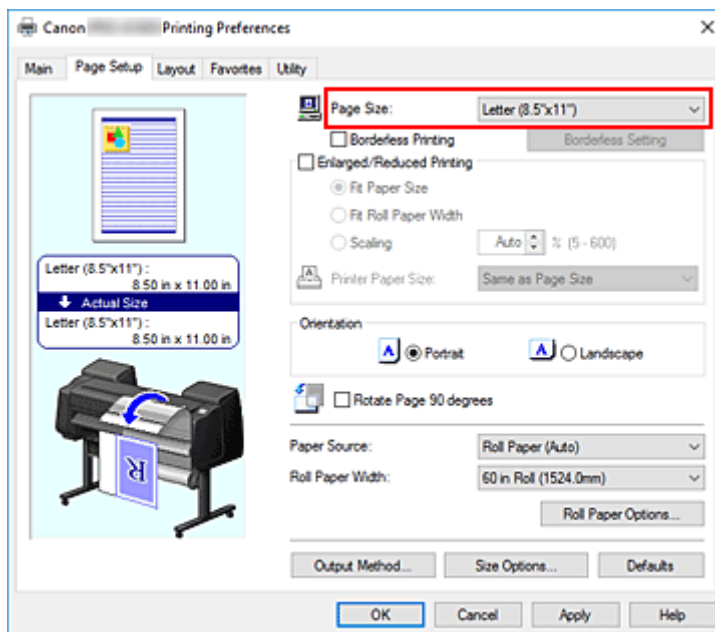 Canon Printing Preferences
Main Page Setup Layout Favorites Utility
Page Size: Letter (8.5"x11")
Borderless Printing Borderless Setting
Enlarged/Reduced Printing
Fit Paper Size
Fit Roll Paper Width
Scaling Auto % (5 - 600)
Printer Paper Size: Same as Page Size
Letter (8.5"x11") :
8.50 in x 11.00 in
Actual Size
Letter (8.5"x11") :
8.50 in x 11.00 in
Orientation
A Portrait A Landscape
Rotate Page 90 degrees
Paper Source: Roll Paper (Auto)
Roll Paper Width: 60 in Roll (1524.0mm)
Roll Paper Options...
R
Output Method... Size Options... Defaults
OK Cancel Apply Help